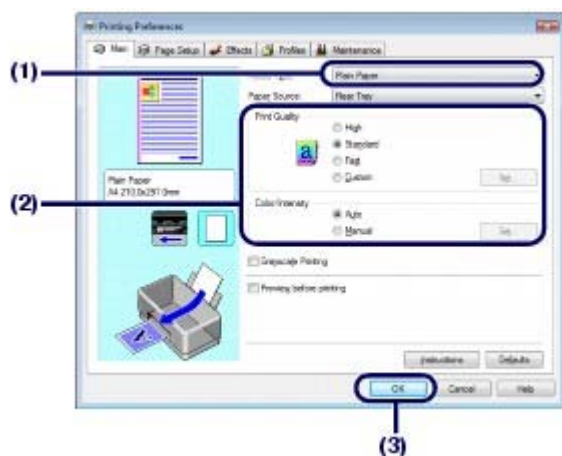 Printing Preferences
Main Page Setup Effects Profiles Maintenance
(1)
Plain Paper
Paper Source: Rear Tray
Print Quality
High
Standard
Fast
Custom
Plain Paper
A4 210.0x297.0mm
(2)
Color/Intensity
Auto
Manual
Grayscale Printing
Preview before printing
Instructions Defaults
OK Cancel Help
(3)